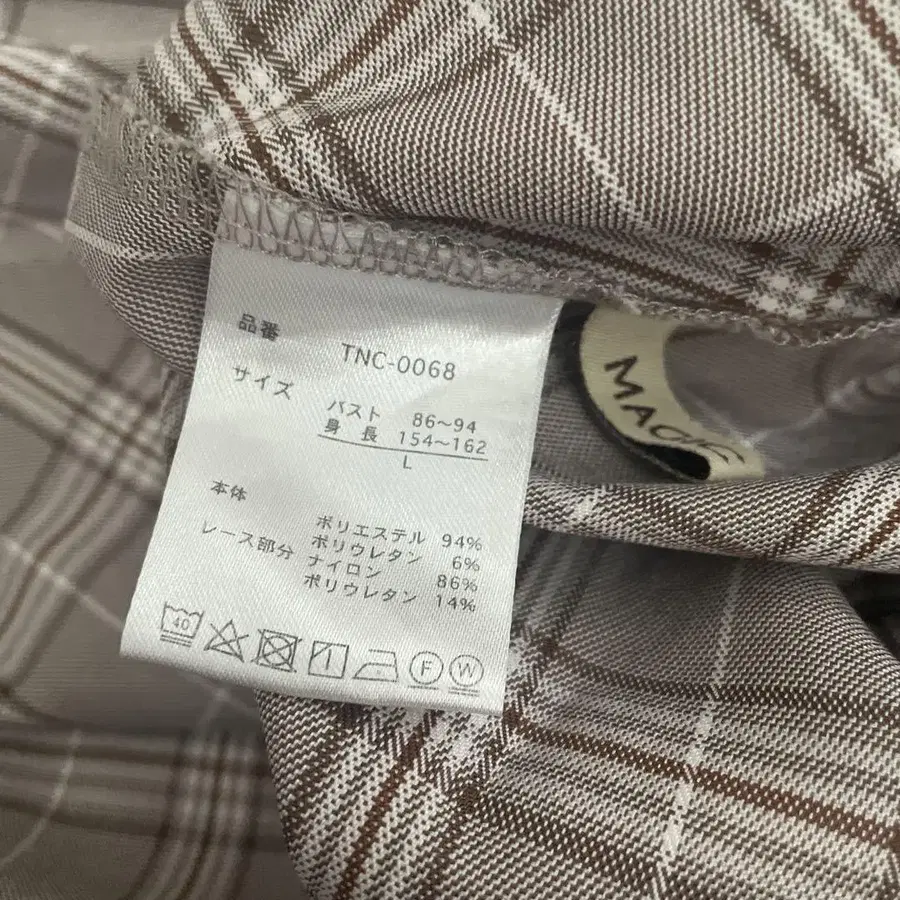 品番 TNC-0068
サイズ
バスト 86~94
身長 154~162
L
本体 ポリエステル 94%
ポリウレタン 6%
レース部分 ナイロン 86%
ポリウレタン 14%
40
F W